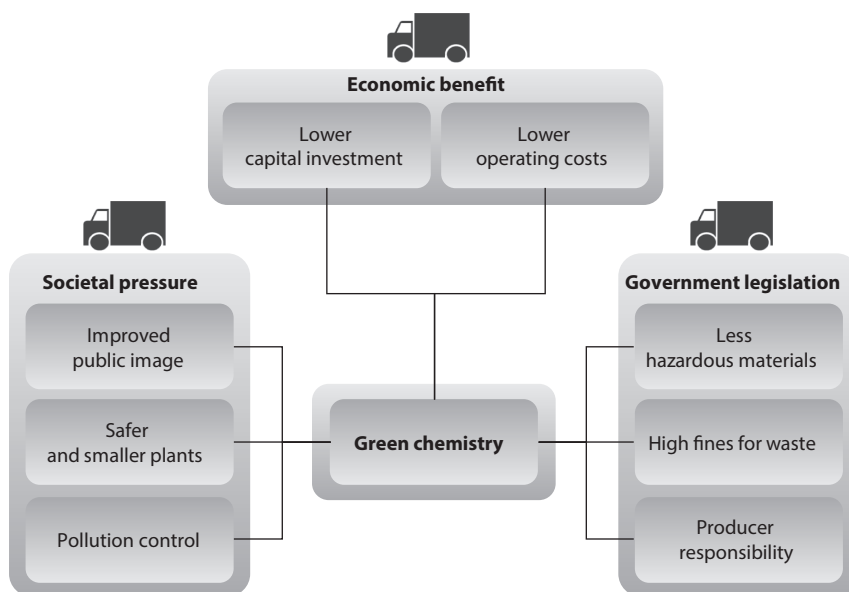 Economic benefit
Lower
capital investment
Lower
operating costs
Societal pressure
Improved
public image
Safer
and smaller plants
Pollution control
Green chemistry
Government legislation
Less
hazardous materials
High fines for waste
Producer
responsibility